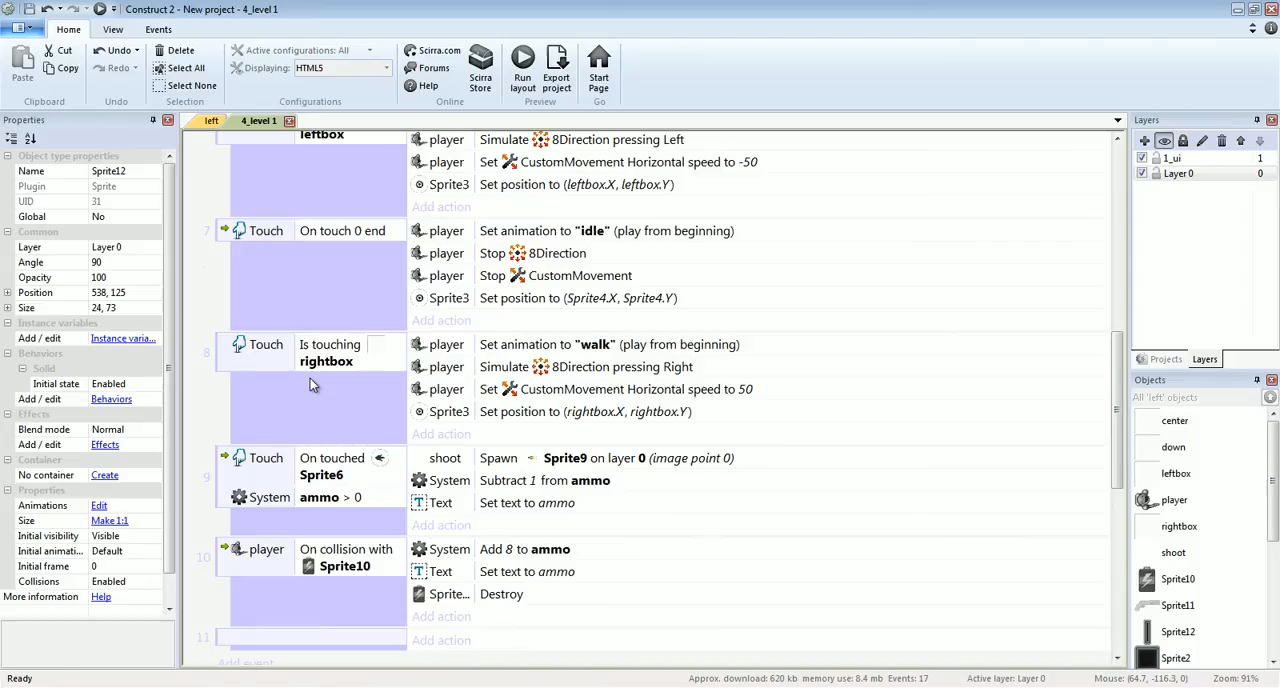 Construct 2 - New project - 4_level 1
Home View Events
Paste Cut Copy Clipboard
Undo Redo Undo
Delete Select All Select None Selection
Active configurations: All
Displaying: HTML5
Configurations
Scirra.com Forums Help Scirra Store Online
Run layout Export project Preview
Start Page Go
Properties
Object type properties
Name Sprite12
Plugin Sprite
UID 31
Global No
Common
Layer Layer 0
Angle 90
Opacity 100
Position 538, 125
Size 24, 73
Instance variables
Add / edit Instance varia...
Behaviors
Solid
Initial state Enabled
Add / edit Behaviors
Effects
Blend mode Normal
Add / edit Effects
Container
No container Create
Properties
Animations Edit
Size Make 1:1
Initial visibility Visible
Initial animati... Default
Initial frame 0
Collisions Enabled
More information Help
left 4_level 1
leftbox
player Simulate 8Direction pressing Left
player Set CustomMovement Horizontal speed to -50
Sprite3 Set position to (leftbox.X, leftbox.Y)
Add action
7 Touch On touch 0 end player Set animation to "idle" (play from beginning)
player Stop 8Direction
player Stop CustomMovement
Sprite3 Set position to (Sprite4.X, Sprite4.Y)
Add action
8 Touch Is touching rightbox player Set animation to "walk" (play from beginning)
player Simulate 8Direction pressing Right
player Set CustomMovement Horizontal speed to 50
Sprite3 Set position to (rightbox.X, rightbox.Y)
Add action
9 Touch On touched Sprite6 shoot Spawn Sprite9 on layer 0 (image point 0)
System ammo > 0 System Subtract 1 from ammo
Text Set text to ammo
Add action
10 player On collision with Sprite10 System Add 8 to ammo
Text Set text to ammo
Sprite... Destroy
Add action
11 Add action
Add event
Layers
1_ui 1
Layer 0 0
Projects Layers
Objects
All 'left' objects
center
down
leftbox
player
rightbox
shoot
Sprite10
Sprite11
Sprite12
Sprite2
Ready Approx. download: 620 kb memory use: 8.4 mb Events: 17 Active layer: Layer 0 Mouse: (64.7, -116.3, 0) Zoom: 91%